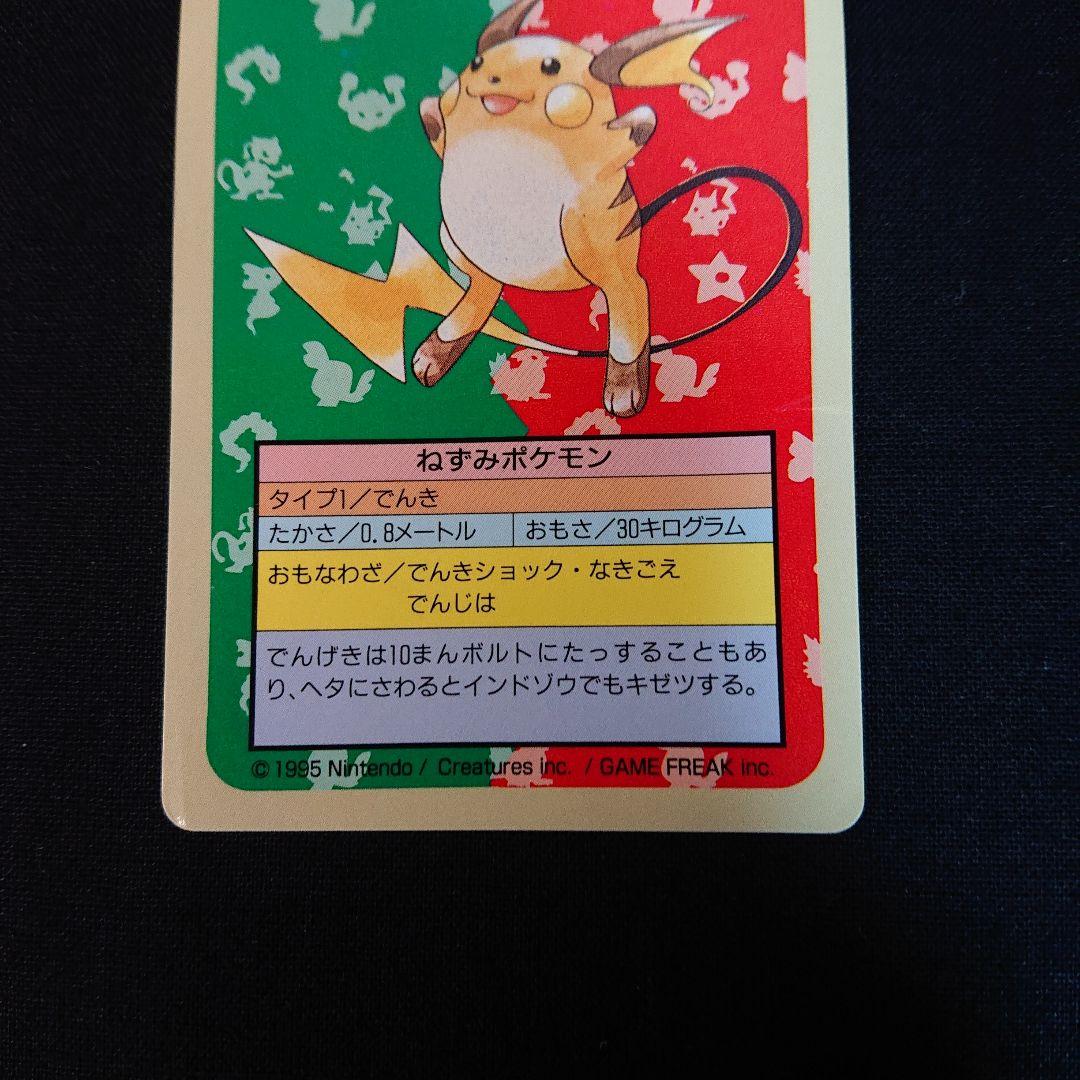 ねずみポケモン
タイプ1／でんき
たかさ／0.8メートル おもさ／30キログラム
おもなわざ／でんきショック・なきごえ
でんじは
でんげきは10まんボルトにたっすることもあ
り、ヘタにさわるとインドゾウでもキゼツする。
© 1995 Nintendo / Creatures inc. / GAME FREAK inc.